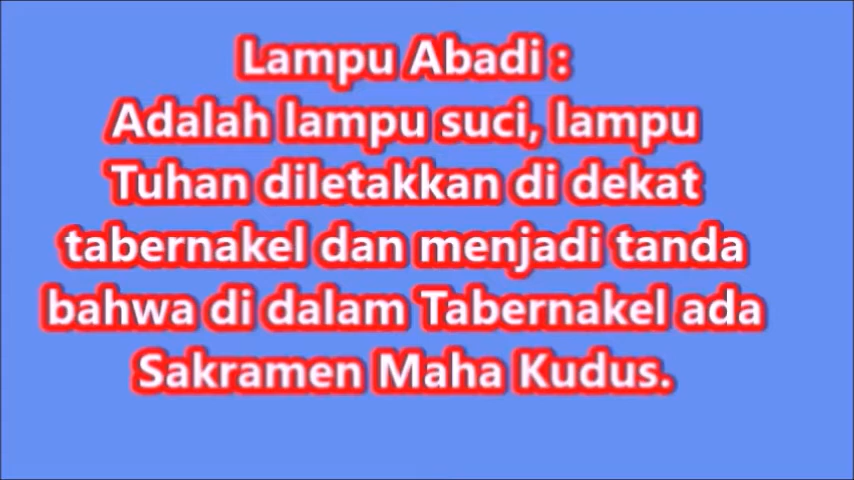 Lampu Abadi :
Adalah lampu suci, lampu
Tuhan diletakkan di dekat
tabernakel dan menjadi tanda
bahwa di dalam Tabernakel ada
Sakramen Maha Kudus.